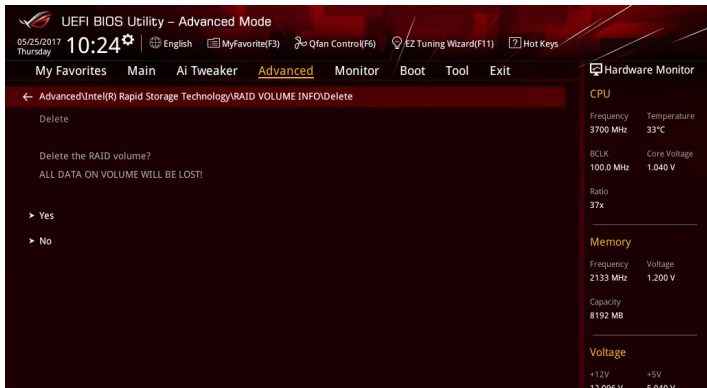 UEFI BIOS Utility – Advanced Mode
05/25/2017 Thursday 10:24 English MyFavorite(F3) Qfan Control(F6) EZ Tuning Wizard(F11) ? Hot Keys
My Favorites Main Ai Tweaker Advanced Monitor Boot Tool Exit
Advanced\Intel(R) Rapid Storage Technology\RAID VOLUME INFO\Delete
Delete
Delete the RAID volume?
ALL DATA ON VOLUME WILL BE LOST!
Yes
No
Hardware Monitor
CPU
Frequency Temperature
3700 MHz 33°C
BCLK Core Voltage
100.0 MHz 1.040 V
Ratio
37x
Memory
Frequency Voltage
2133 MHz 1.200 V
Capacity
8192 MB
Voltage
+12V +5V